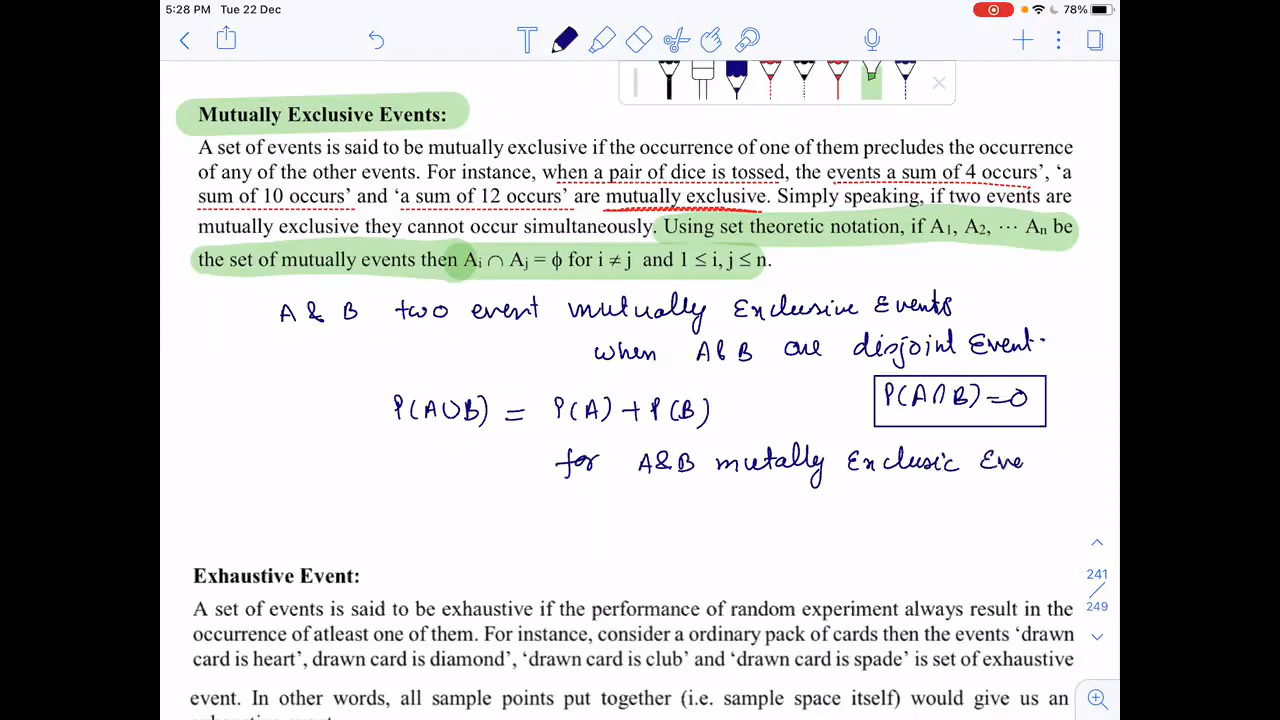 5:28 PM Tue 22 Dec
78%
Mutually Exclusive Events:
A set of events is said to be mutually exclusive if the occurrence of one of them precludes the occurrence
of any of the other events. For instance, when a pair of dice is tossed, the events a sum of 4 occurs’, ‘a
sum of 10 occurs’ and ‘a sum of 12 occurs’ are mutually exclusive. Simply speaking, if two events are
mutually exclusive they cannot occur simultaneously. Using set theoretic notation, if A₁, A₂, ⋯ Aₙ be
the set of mutually events then Aᵢ ∩ Aⱼ = ϕ for i ≠ j and 1 ≤ i, j ≤ n.
A & B two event mutually Exclusive Events
when A & B are disjoint Event.
P(A∪B) = P(A) + P(B)
P(A∩B) = 0
for A&B mutally Exclusic Eve
241
/
249
Exhaustive Event:
A set of events is said to be exhaustive if the performance of random experiment always result in the
occurrence of atleast one of them. For instance, consider a ordinary pack of cards then the events ‘drawn
card is heart’, drawn card is diamond’, ‘drawn card is club’ and ‘drawn card is spade’ is set of exhaustive
event. In other words, all sample points put together (i.e. sample space itself) would give us an